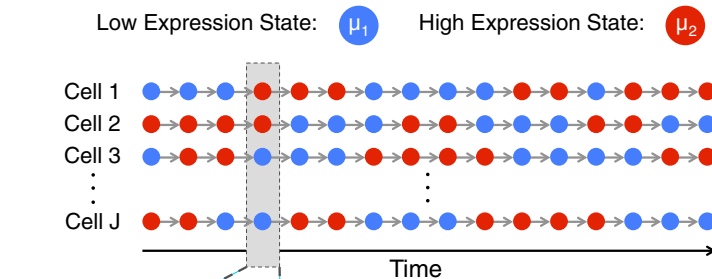 Low Expression State: μ1 High Expression State: μ2
Cell 1
Cell 2
Cell 3
Cell J
Time